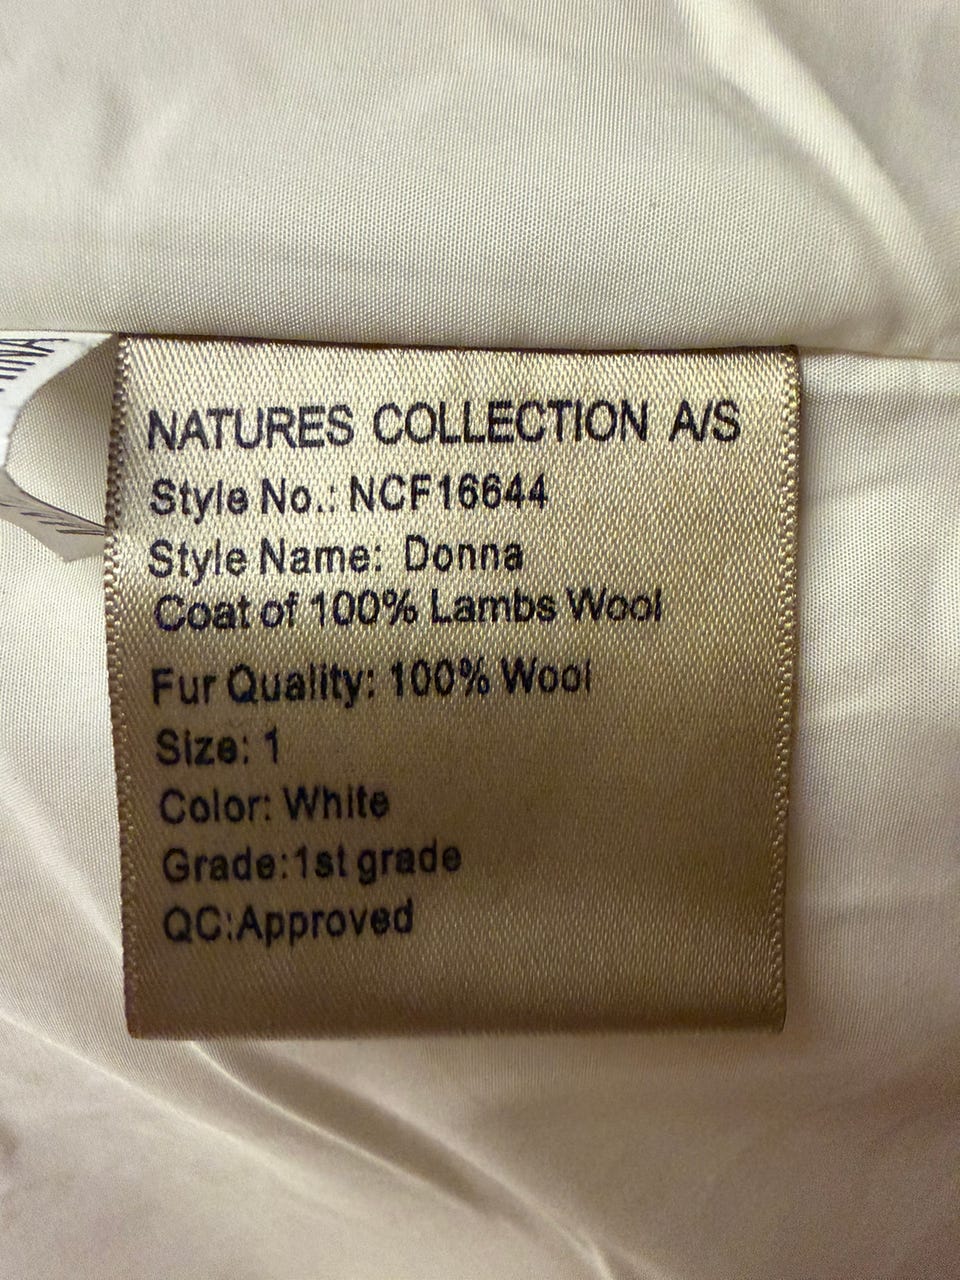 NATURES COLLECTION A/S
Style No.: NCF16644
Style Name: Donna
Coat of 100% Lambs Wool
Fur Quality: 100% Wool
Size: 1
Color: White
Grade:1st grade
QC:Approved